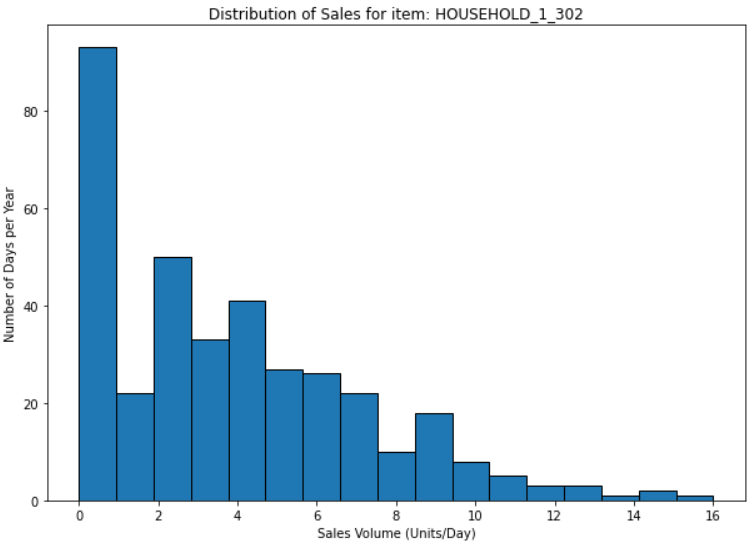 Distribution of Sales for item: HOUSEHOLD_1_302
Number of Days per Year
80
60
40
20
0
0 2 4 6 8 10 12 14 16
Sales Volume (Units/Day)